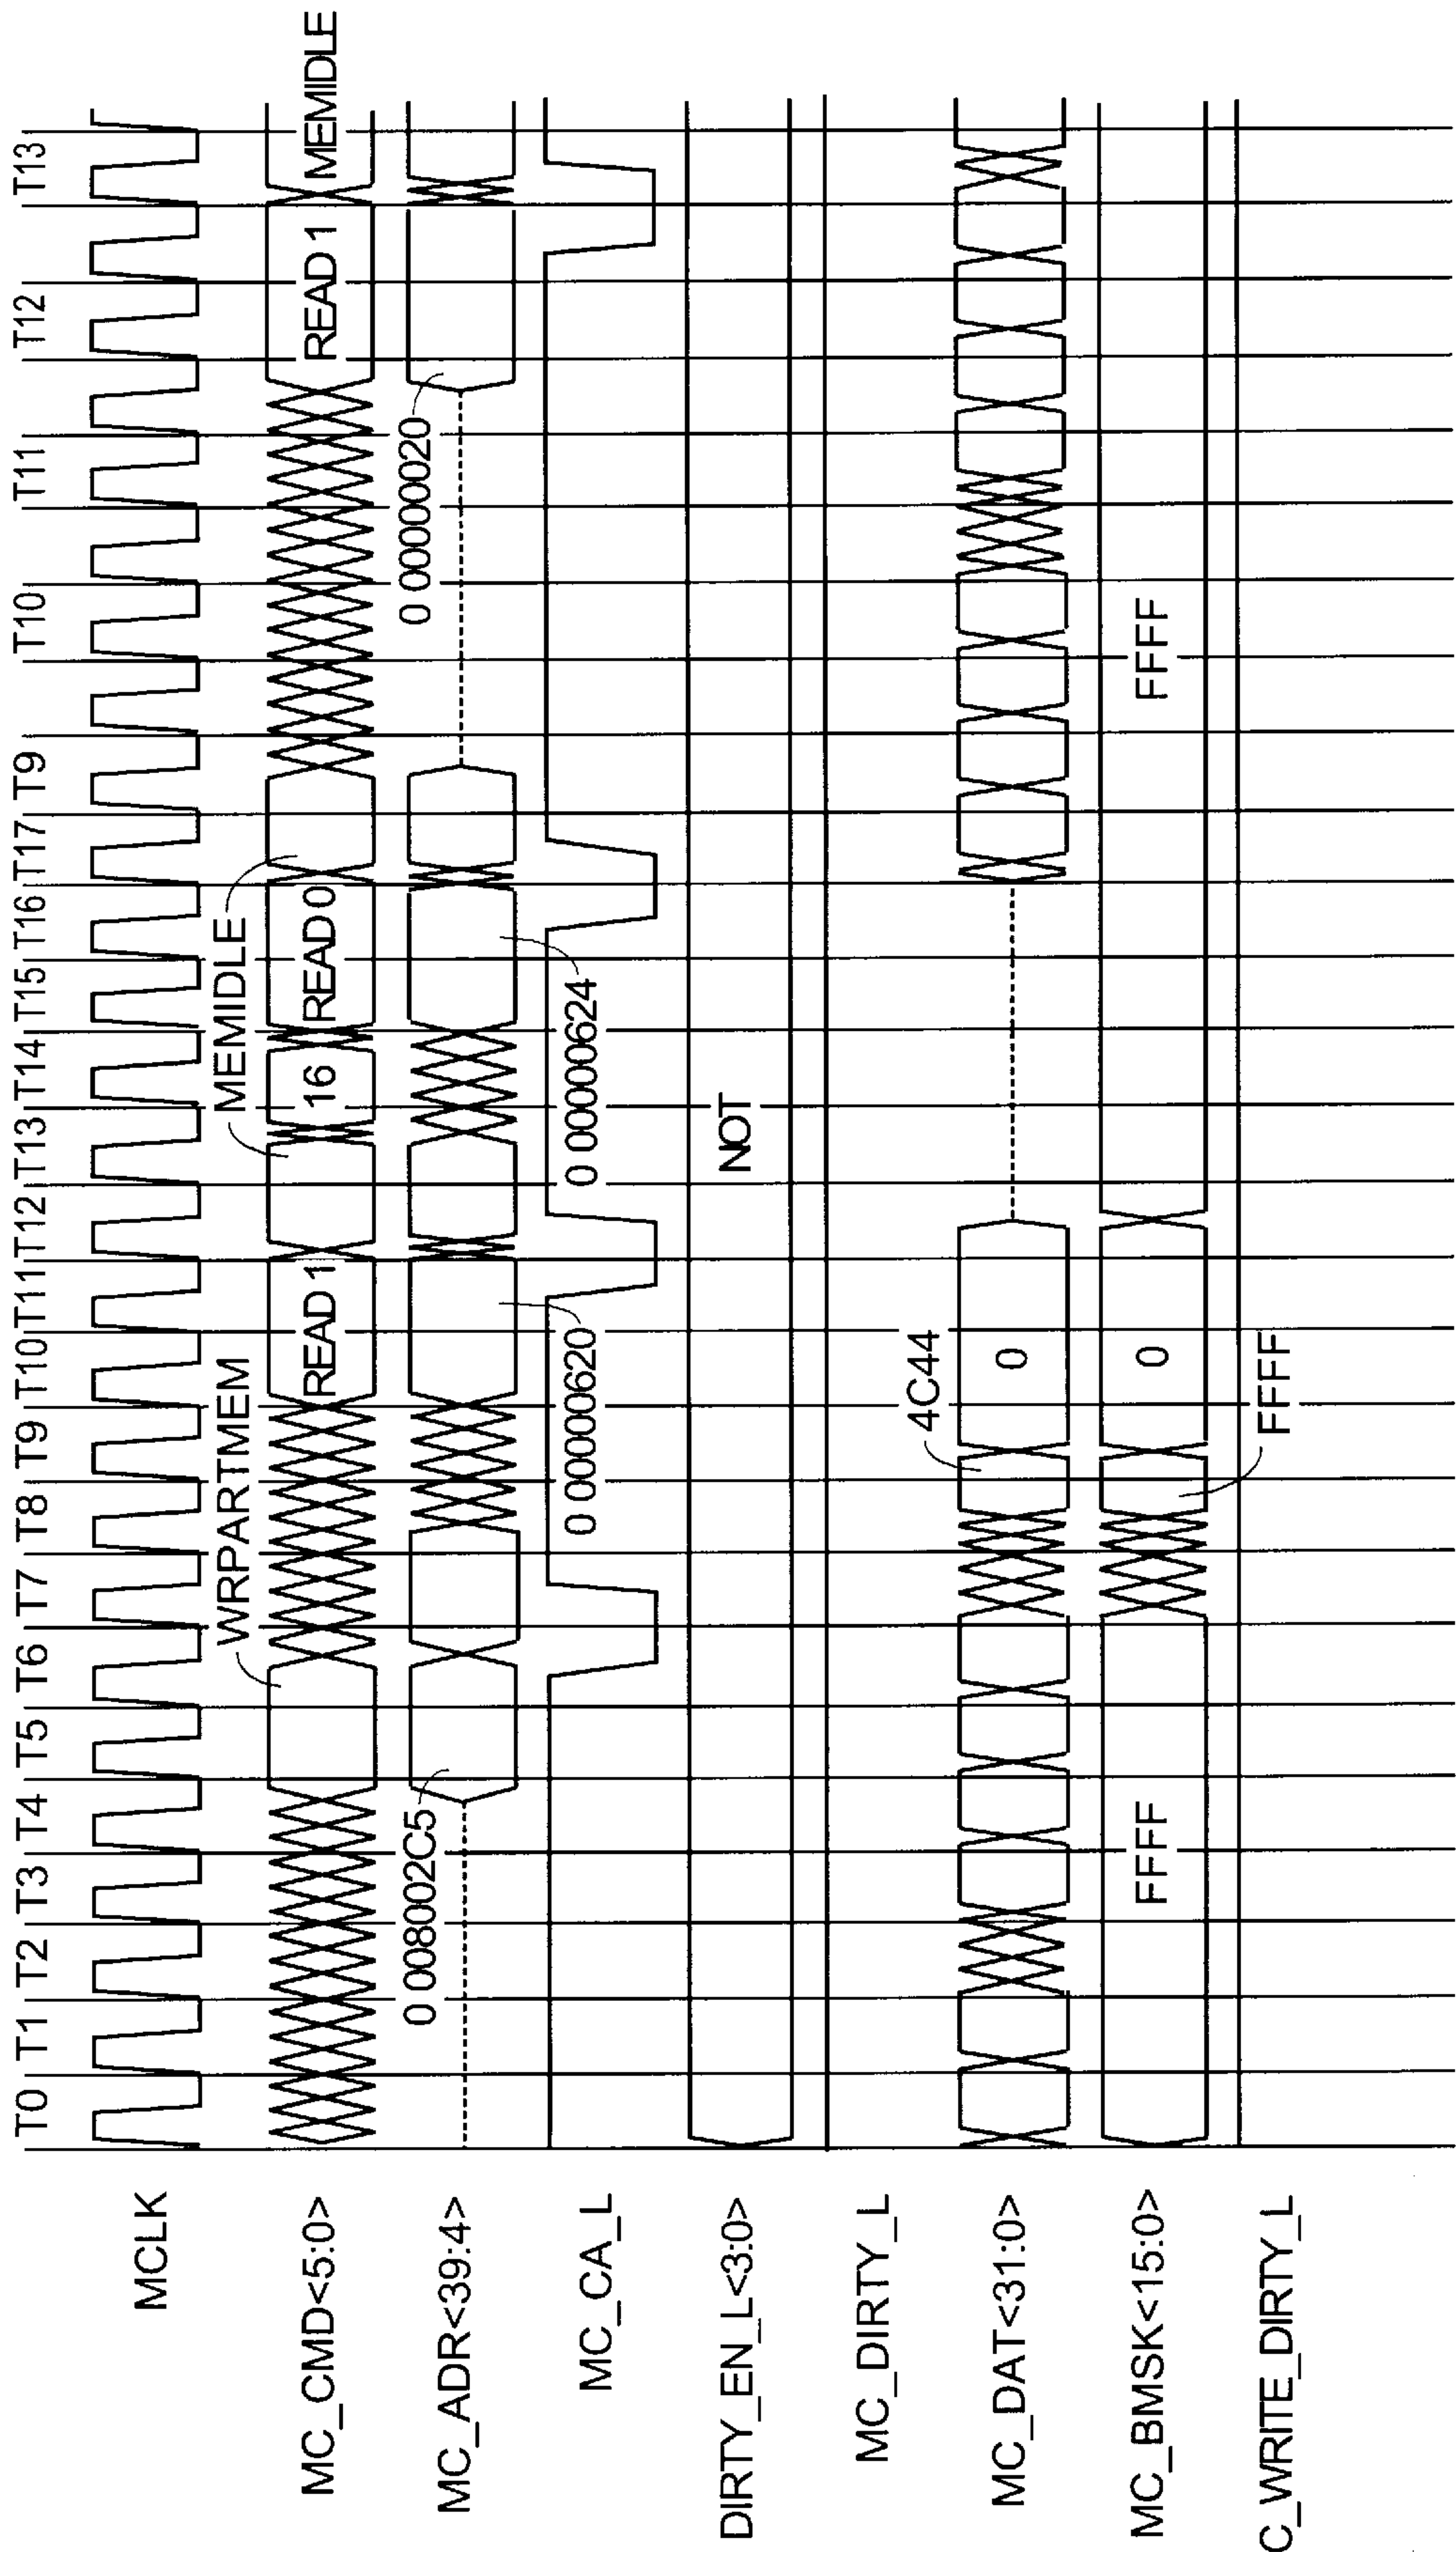 T0 T1 T2 T3 T4 T5 T6 T7 T8 T9 T10 T11 T12 T13 T14 T15 T16 T17 T9 T10 T11 T12 T13
MCLK
WRPARTMEM MEMIDLE
MC_CMD<5:0> READ 1 16 READ 0 READ 1 MEMIDLE
0 008002C5 0 00000020
MC_ADR<39:4>
0 00000620 0 00000624
MC_CA_L
DIRTY_EN_L<3:0> NOT
MC_DIRTY_L
4C44
MC_DAT<31:0> 0
MC_BMSK<15:0> FFFF 0 FFFF
FFFF
C_WRITE_DIRTY_L